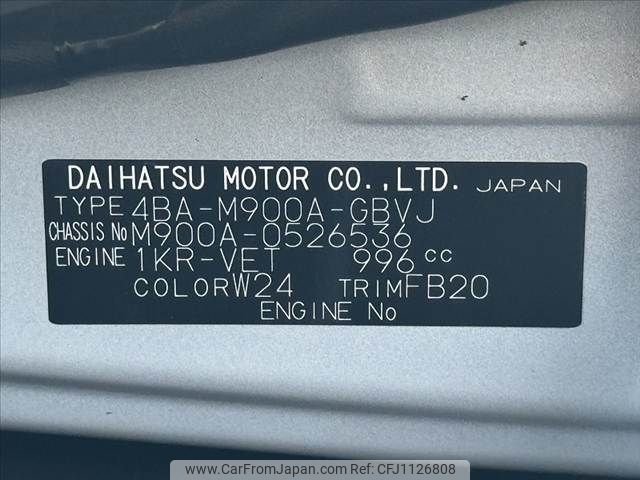 DAIHATSU MOTOR CO.,LTD. JAPAN
TYPE 4BA-M900A-GBVJ
CHASSIS No M900A-0526536
ENGINE 1KR-VET 996 cc
COLOR W24 TRIM FB20
ENGINE No
www.CarFromJapan.com CFJ1126808